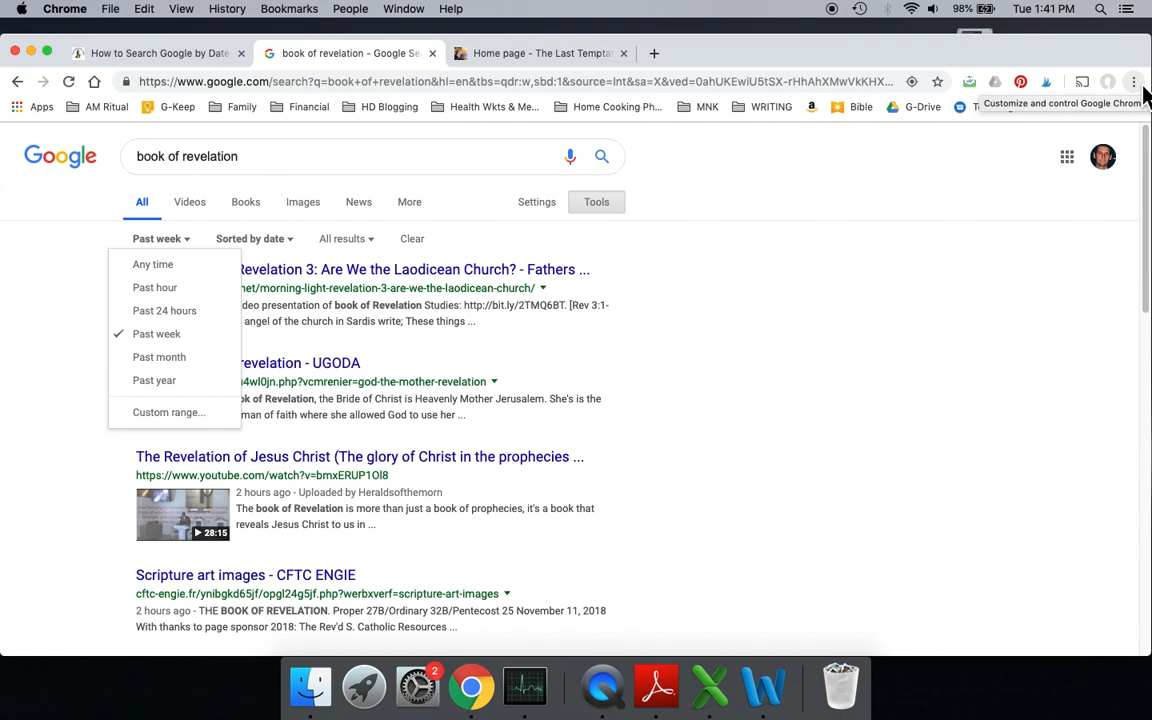 Chrome File Edit View History Bookmarks People Window Help 98% Tue 1:41 PM
How to Search Google by Date book of revelation - Google Se Home page - The Last Tempta
https://www.google.com/search?q=book+of+revelation&hl=en&tbs=qdr:w,sbd:1&source=lnt&sa=X&ved=0ahUKEwiU5tSX-rHhAhXMwVkKHX...
Apps AM Ritual G-Keep Family Financial HD Blogging Health Wkts & Me... Home Cooking Ph... MNK WRITING Bible G-Drive
Customize and control Google Chrom
Google book of revelation
All Videos Books Images News More Settings Tools
Past week Sorted by date All results Clear
Any time
Past hour
Past 24 hours
Past week
Past month
Past year
Custom range...
Revelation 3: Are We the Laodicean Church? - Fathers ...
net/morning-light-revelation-3-are-we-the-laodicean-church/
deo presentation of book of Revelation Studies: http://bit.ly/2TMQ6BT. [Rev 3:1-
angel of the church in Sardis write; These things ...
revelation - UGODA
4wl0jn.php?vcmrenier=god-the-mother-revelation
ok of Revelation, the Bride of Christ is Heavenly Mother Jerusalem. She's is the
man of faith where she allowed God to use her ...
The Revelation of Jesus Christ (The glory of Christ in the prophecies ...
https://www.youtube.com/watch?v=bmxERUP1Ol8
2 hours ago - Uploaded by Heraldsofthemorn
The book of Revelation is more than just a book of prophecies, it's a book that
reveals Jesus Christ to us in ...
28:15
Scripture art images - CFTC ENGIE
cftc-engie.fr/ynibgkd65jf/opgl24g5jf.php?werbxverf=scripture-art-images
2 hours ago - THE BOOK OF REVELATION. Proper 27B/Ordinary 32B/Pentecost 25 November 11, 2018
With thanks to page sponsor 2018: The Rev'd S. Catholic Resources ...
2